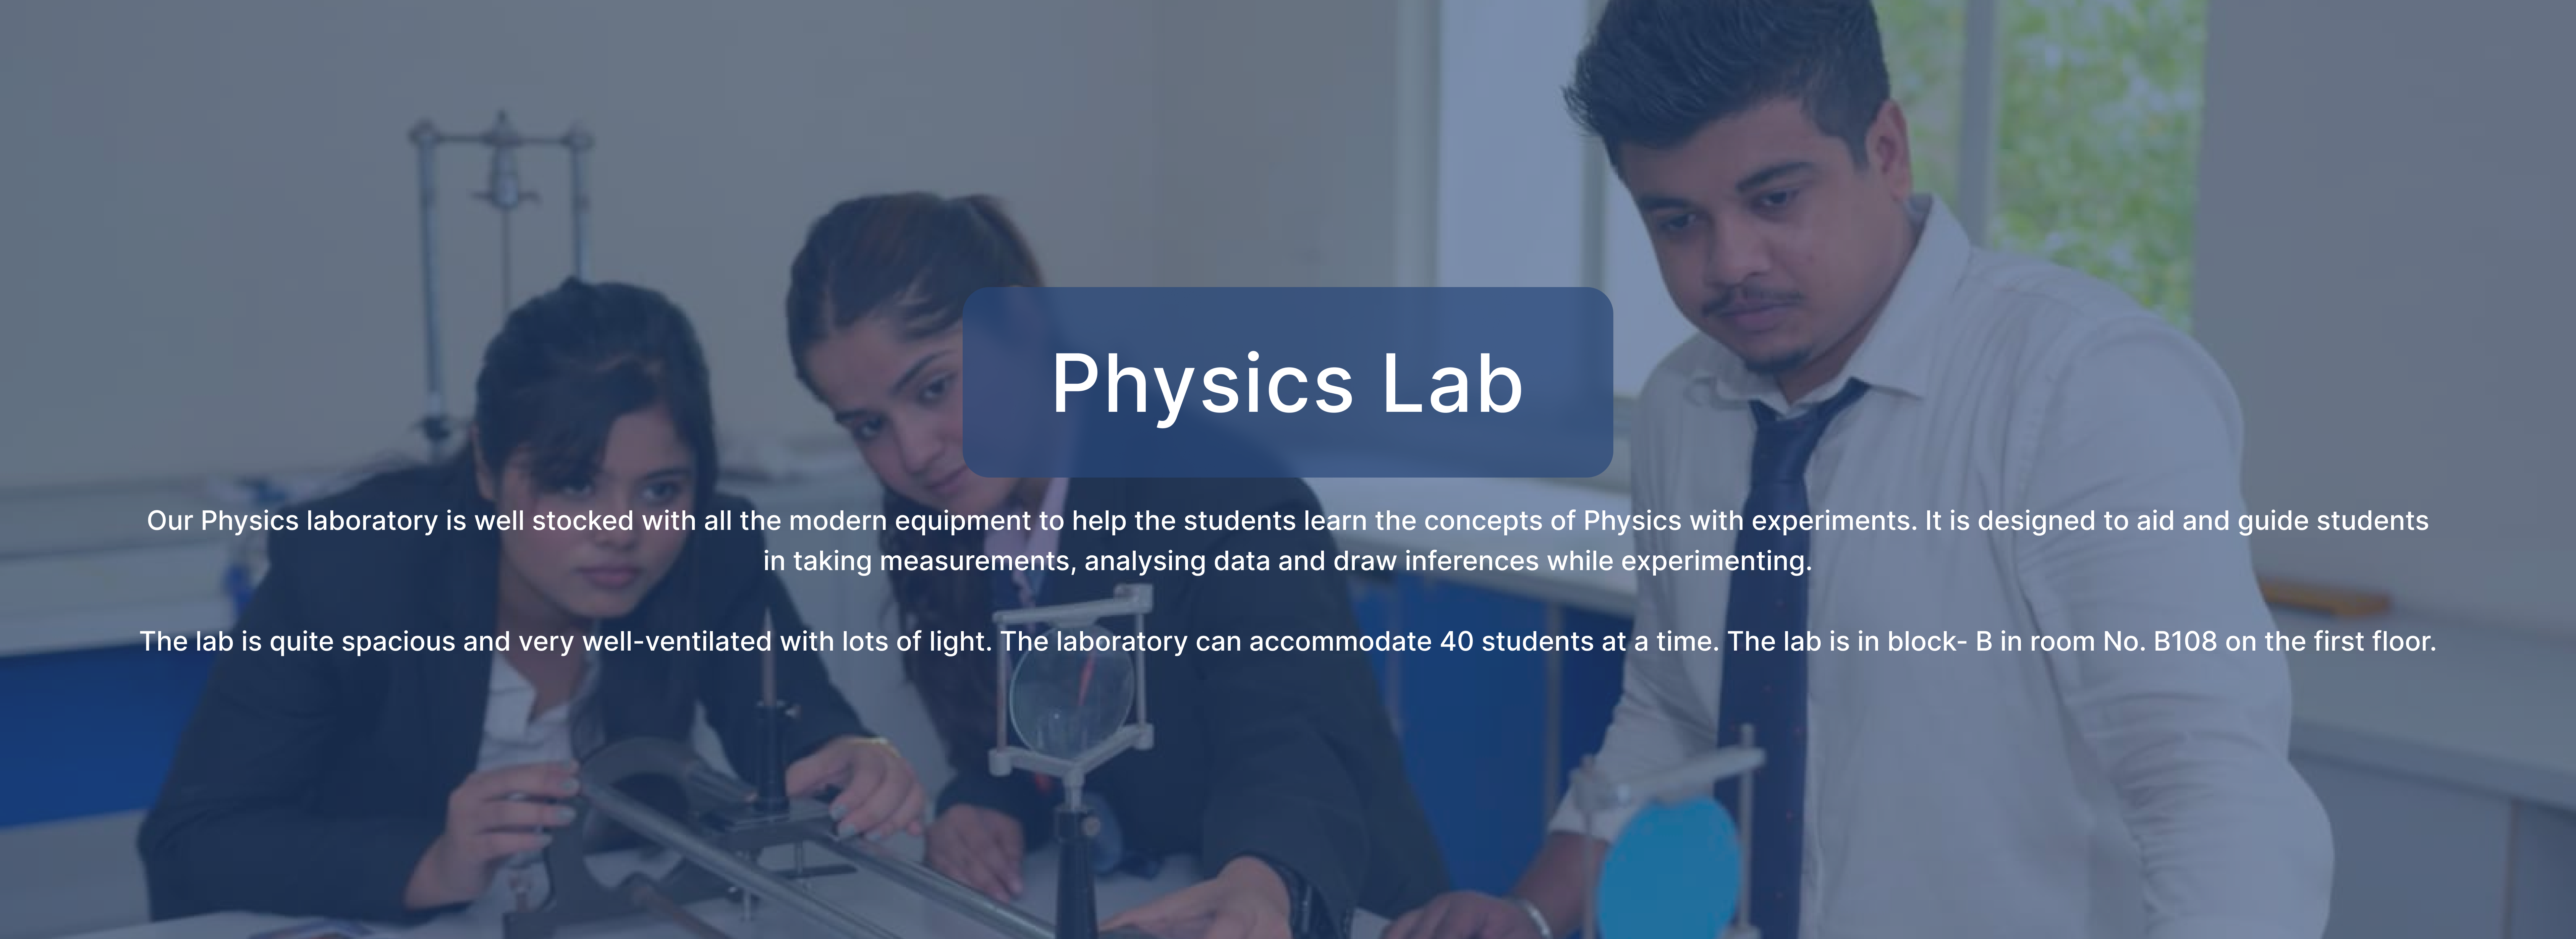 Physics Lab
Our Physics laboratory is well stocked with all the modern equipment to help the students learn the concepts of Physics with experiments. It is designed to aid and guide students
in taking measurements, analysing data and draw inferences while experimenting.
The lab is quite spacious and very well-ventilated with lots of light. The laboratory can accommodate 40 students at a time. The lab is in block- B in room No. B108 on the first floor.